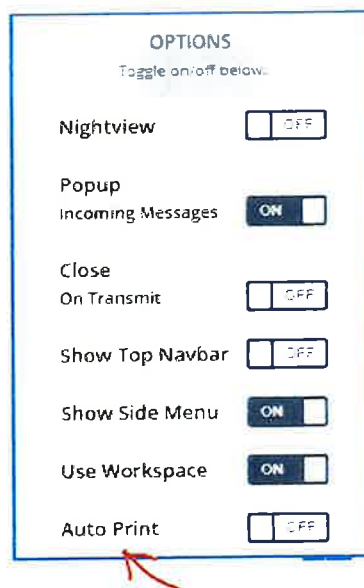 OPTIONS
Toggle on/off below:
Nightview OFF
Popup
Incoming Messages ON
Close
On Transmit OFF
Show Top Navbar OFF
Show Side Menu ON
Use Workspace ON
Auto Print OFF